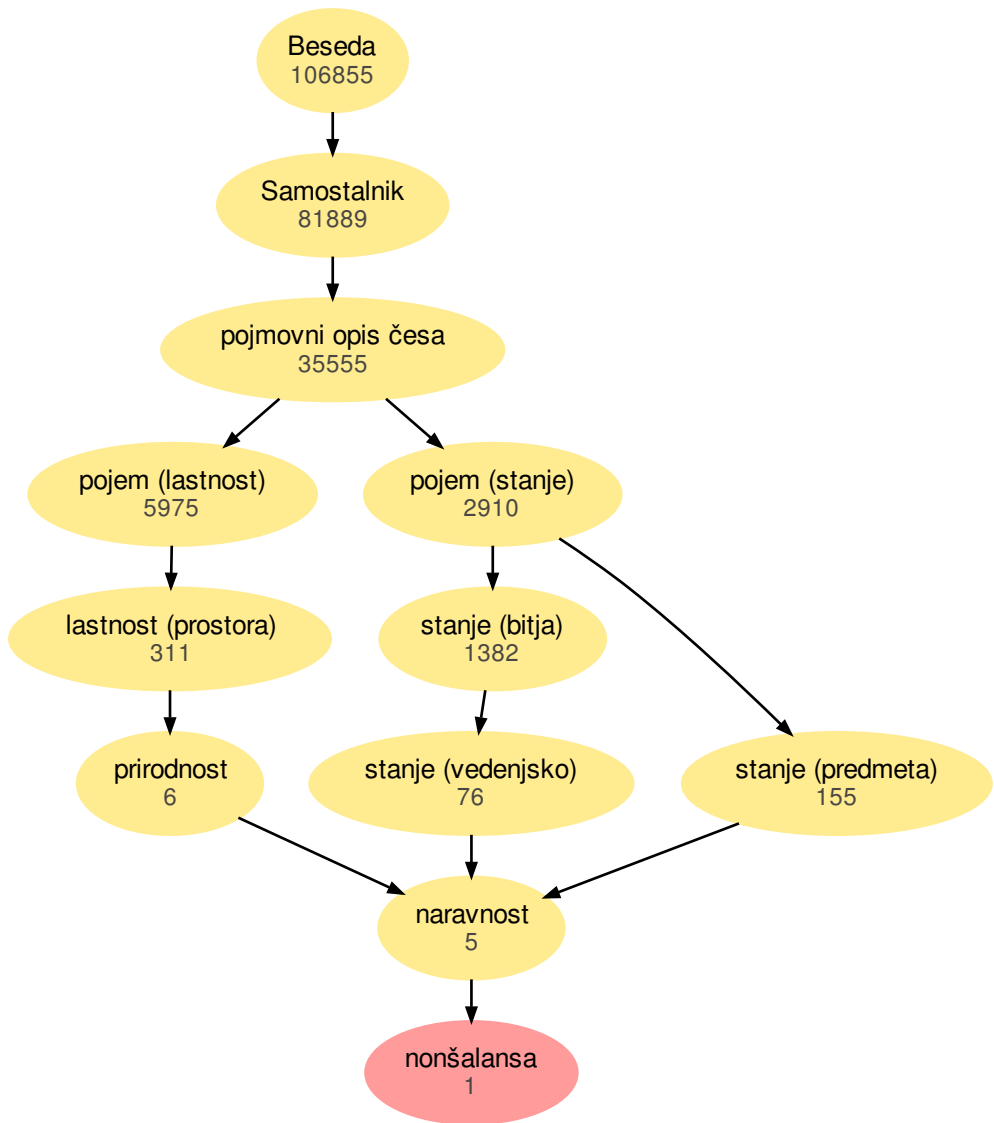 Beseda
106855
Samostalnik
81889
pojmovni opis česa
35555
pojem (lastnost)
5975
pojem (stanje)
2910
lastnost (prostora)
311
stanje (bitja)
1382
prirodnost
6
stanje (vedenjsko)
76
stanje (predmeta)
155
naravnost
5
nonšalansa
1